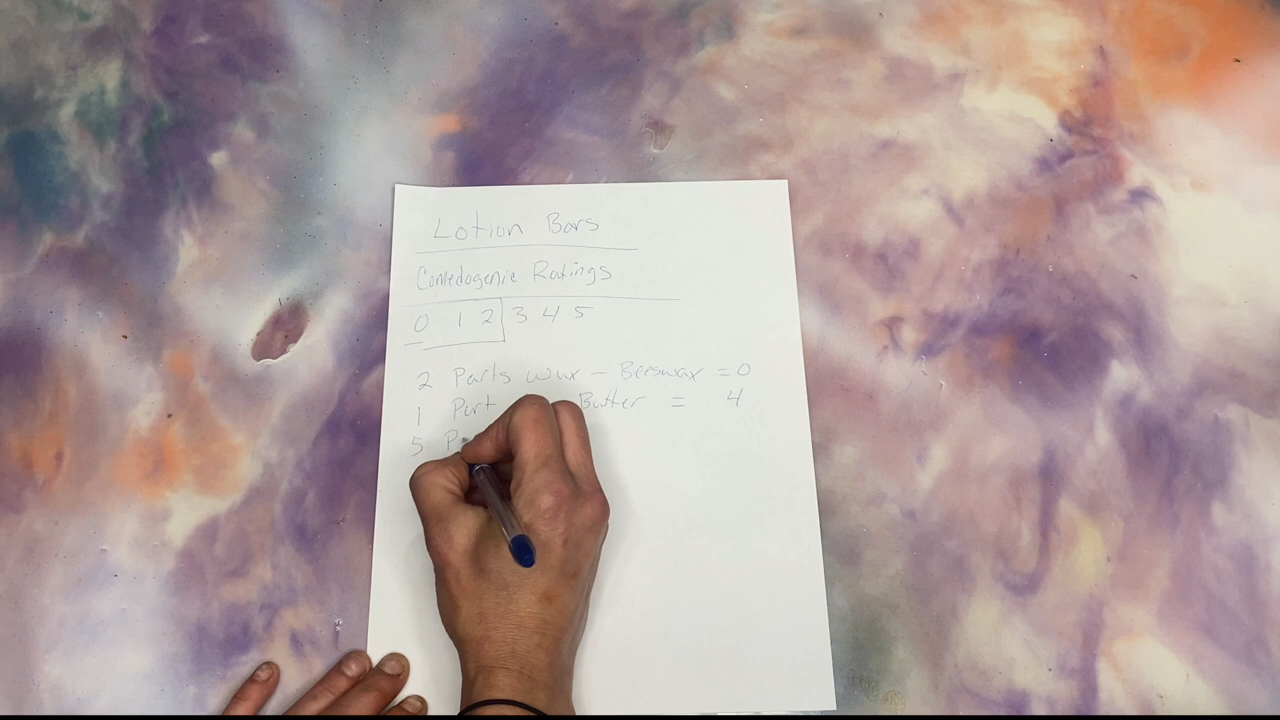 Lotion Bars
Comedogenic Ratings
0 1 2 3 4 5
2 Parts wax - Beeswax = 0
1 Part Butter = 4
5